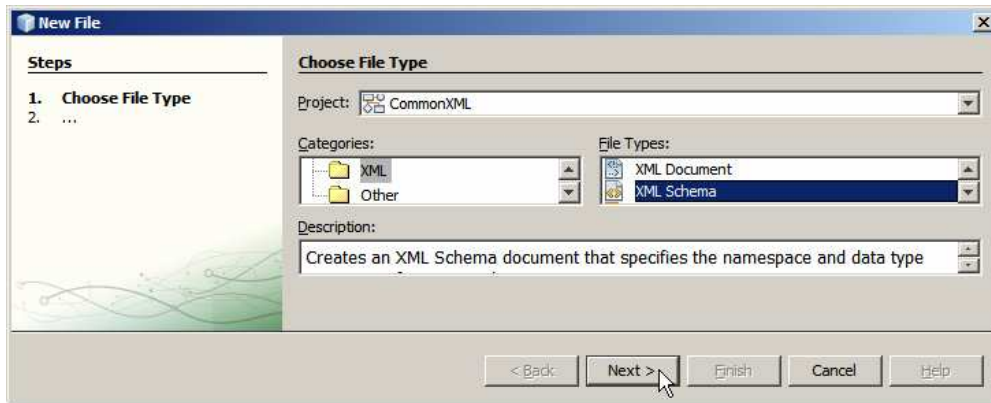 New File
Steps
1. Choose File Type
2. ...
Choose File Type
Project: CommonXML
Categories:
XML
Other
File Types:
XML Document
XML Schema
Description:
Creates an XML Schema document that specifies the namespace and data type
< Back
Next >
Finish
Cancel
Help